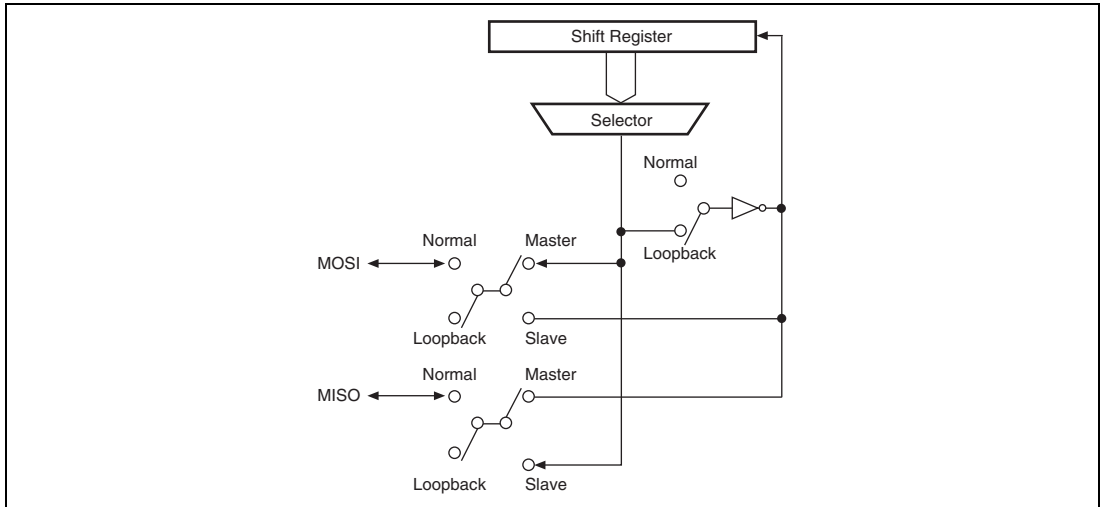 Shift Register
Selector
Normal
Loopback
Normal
Master
MOSI
Loopback
Slave
Normal
Master
MISO
Loopback
Slave